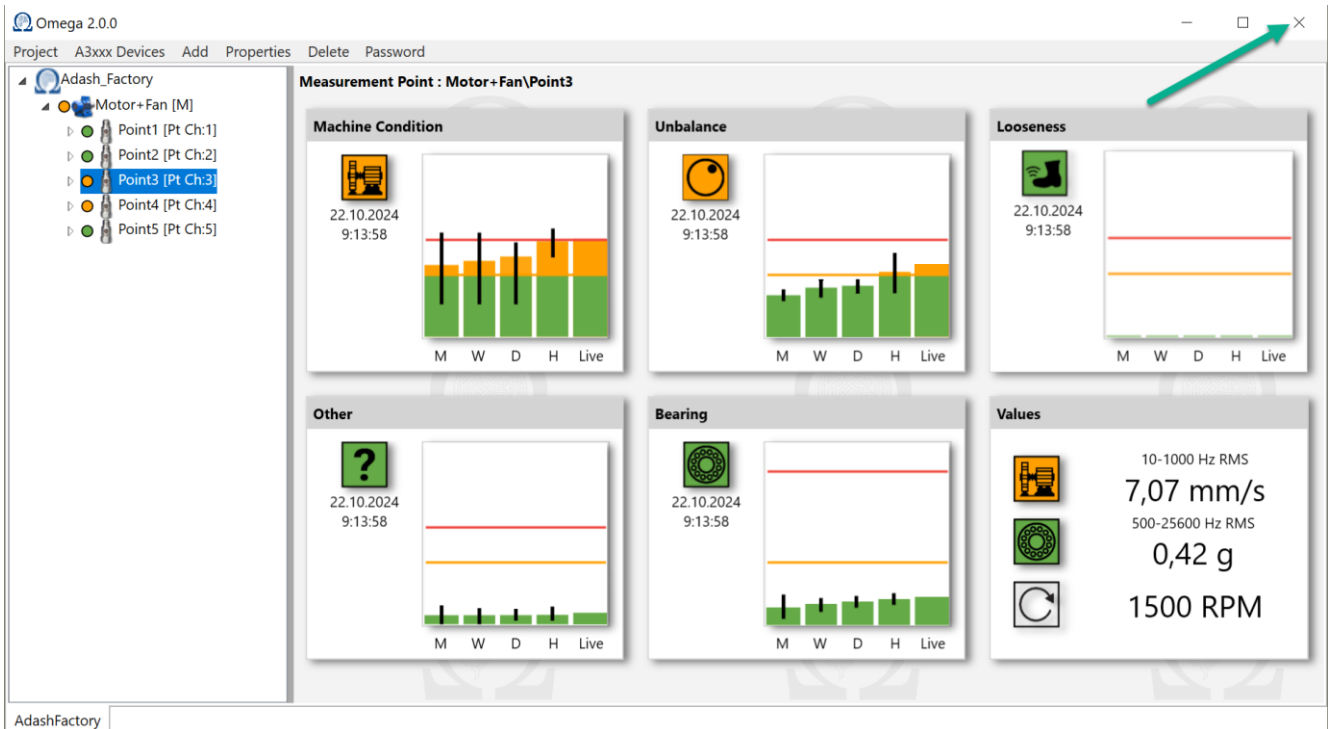 Omega 2.0.0
Project A3xxx Devices Add Properties Delete Password
Adash_Factory
Motor+Fan [M]
Point1 [Pt Ch:1]
Point2 [Pt Ch:2]
Point3 [Pt Ch:3]
Point4 [Pt Ch:4]
Point5 [Pt Ch:5]
Measurement Point : Motor+Fan\Point3
Machine Condition
22.10.2024
9:13:58
M W D H Live
Unbalance
22.10.2024
9:13:58
M W D H Live
Looseness
22.10.2024
9:13:58
M W D H Live
Other
?
22.10.2024
9:13:58
M W D H Live
Bearing
22.10.2024
9:13:58
M W D H Live
Values
10-1000 Hz RMS
7,07 mm/s
500-25600 Hz RMS
0,42 g
1500 RPM
AdashFactory